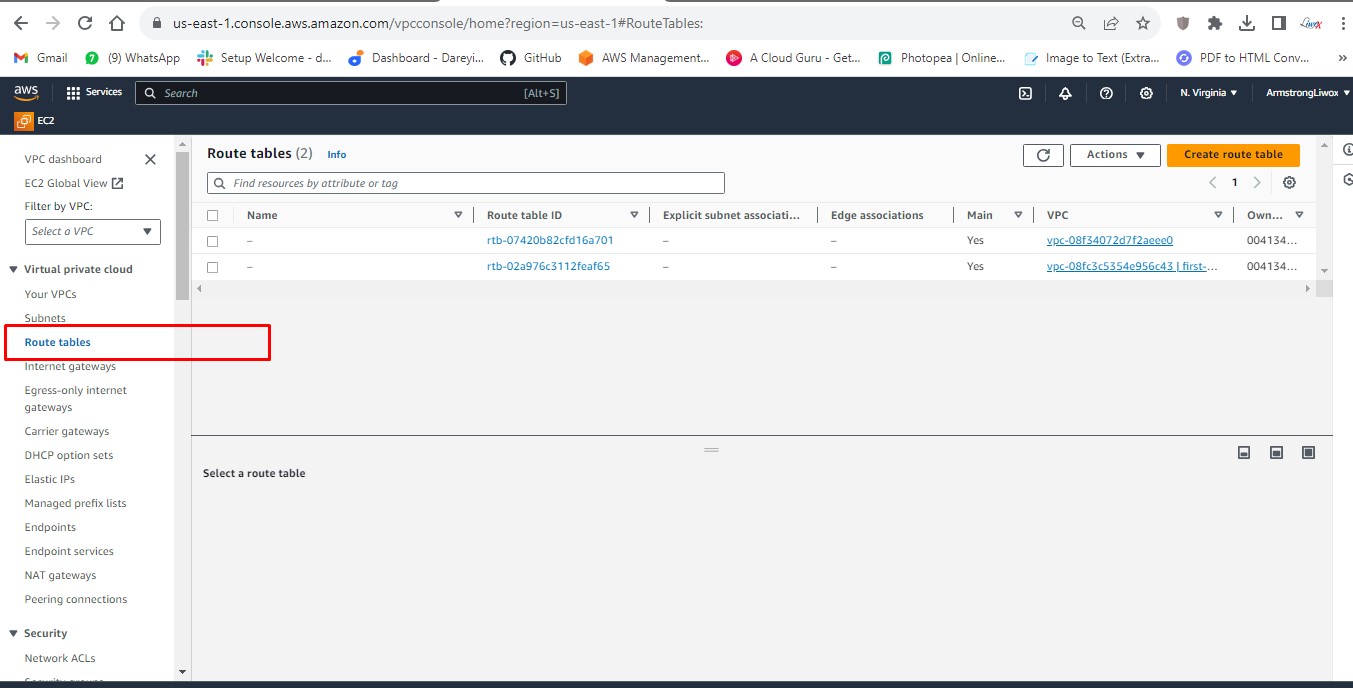 us-east-1.console.aws.amazon.com/vpcconsole/home?region=us-east-1#RouteTables:
Gmail (9) WhatsApp Setup Welcome - d... Dashboard - Dareyi... GitHub AWS Management... A Cloud Guru - Get... Photopea | Online... Image to Text (Extra... PDF to HTML Conv... »
aws Services Search [Alt+S] N. Virginia ArmstrongLiwox
EC2
VPC dashboard
EC2 Global View
Filter by VPC:
Select a VPC
Virtual private cloud
Your VPCs
Subnets
Route tables
Internet gateways
Egress-only internet
gateways
Carrier gateways
DHCP option sets
Elastic IPs
Managed prefix lists
Endpoints
Endpoint services
NAT gateways
Peering connections
Security
Network ACLs
Security groups
Route tables (2) Info Actions Create route table
Find resources by attribute or tag 1
Name Route table ID Explicit subnet associati... Edge associations Main VPC Own...
– rtb-07420b82cfd16a701 – – Yes vpc-08f34072d7f2aeee0 004134...
– rtb-02a976c3112feaf65 – – Yes vpc-08fc3c5354e956c43 | first-... 004134...
Select a route table